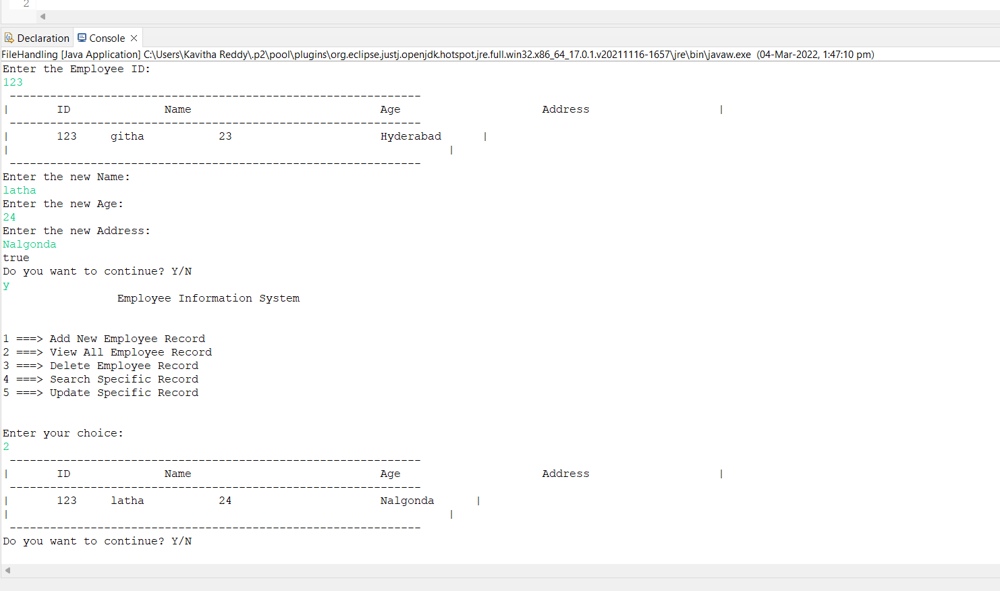 2
Declaration Console
FileHandling [Java Application] C:\Users\Kavitha Reddy\.p2\pool\plugins\org.eclipse.justj.openjdk.hotspot.jre.full.win32.x86_64_17.0.1.v20211116-1657\jre\bin\javaw.exe (04-Mar-2022, 1:47:10 pm)
Enter the Employee ID:
123
-------------------------------------------------------------
| ID Name Age Address |
-------------------------------------------------------------
| 123 githa 23 Hyderabad |
| |
-------------------------------------------------------------
Enter the new Name:
latha
Enter the new Age:
24
Enter the new Address:
Nalgonda
true
Do you want to continue? Y/N
y
Employee Information System
1 ===> Add New Employee Record
2 ===> View All Employee Record
3 ===> Delete Employee Record
4 ===> Search Specific Record
5 ===> Update Specific Record
Enter your choice:
2
-------------------------------------------------------------
| ID Name Age Address |
-------------------------------------------------------------
| 123 latha 24 Nalgonda |
| |
-------------------------------------------------------------
Do you want to continue? Y/N